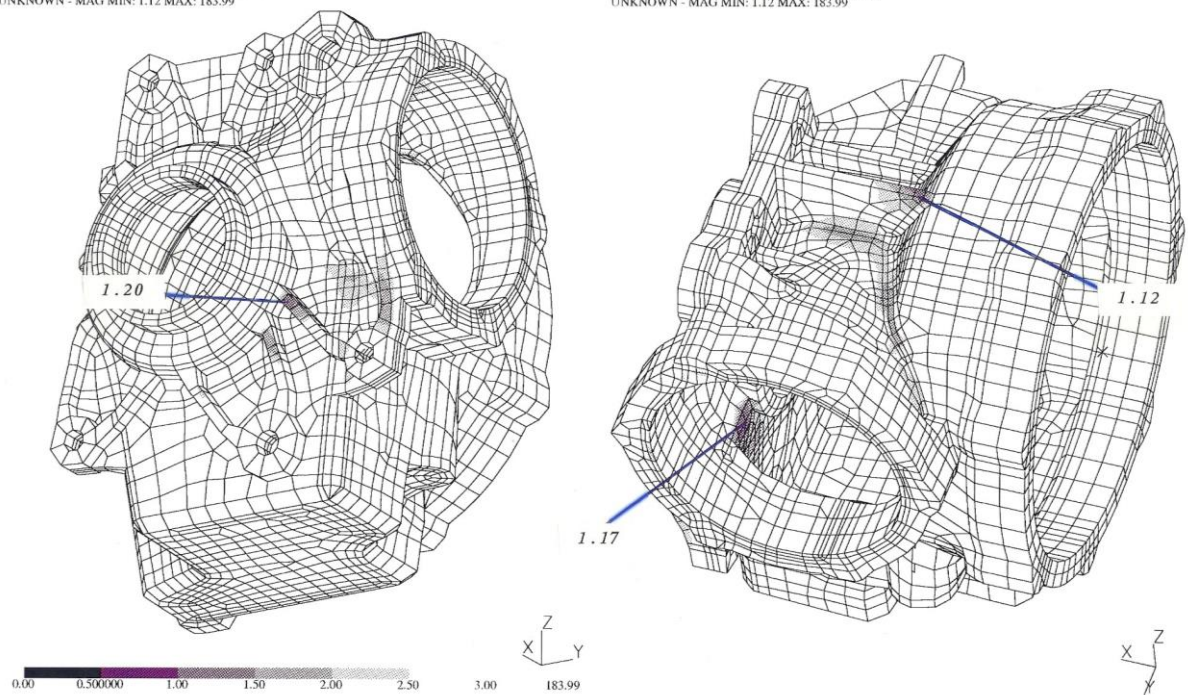 UNKNOWN - MAG MIN: 1.12 MAX: 183.99
UNKNOWN - MAG MIN: 1.12 MAX: 183.99
1.20
1.12
1.17
Z
X Y
Z
X
Y
0.00 0.500000 1.00 1.50 2.00 2.50 3.00 183.99